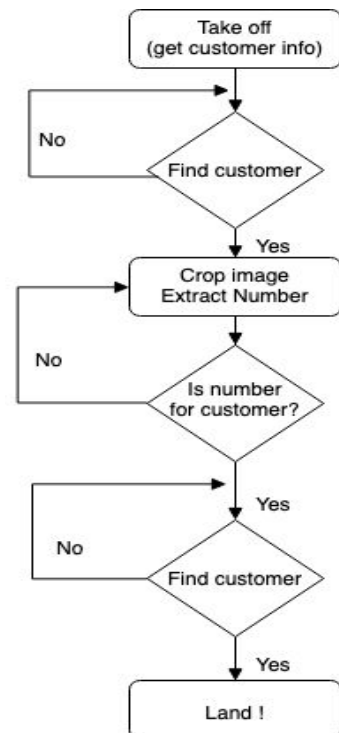 Take off
(get customer info)
No
Find customer
Yes
Crop image
Extract Number
No
Is number
for customer?
Yes
No
Find customer
Yes
Land !